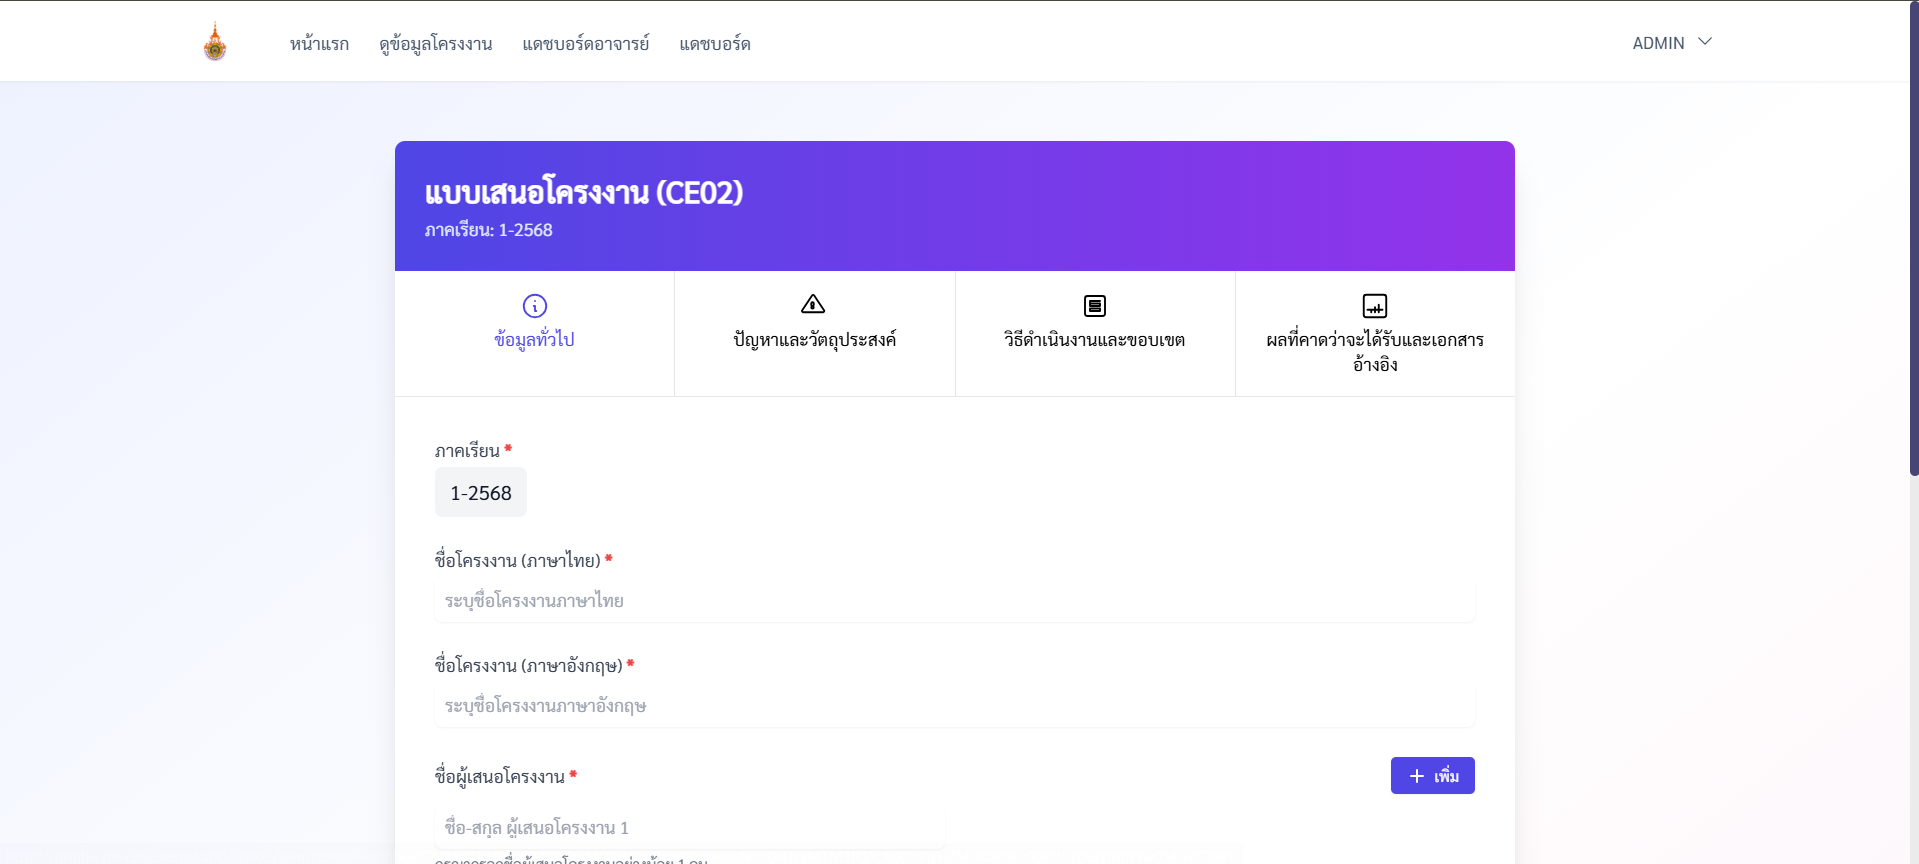 หน้าแรก ดูข้อมูลโครงงาน แดชบอร์ดอาจารย์ แดชบอร์ด ADMIN
แบบเสนอโครงงาน (CE02)
ภาคเรียน: 1-2568
ข้อมูลทั่วไป ปัญหาและวัตถุประสงค์ วิธีดำเนินงานและขอบเขต ผลที่คาดว่าจะได้รับและเอกสาร
อ้างอิง
ภาคเรียน *
1-2568
ชื่อโครงงาน (ภาษาไทย) *
ระบุชื่อโครงงานภาษาไทย
ชื่อโครงงาน (ภาษาอังกฤษ) *
ระบุชื่อโครงงานภาษาอังกฤษ
ชื่อผู้เสนอโครงงาน * + เพิ่ม
ชื่อ-สกุล ผู้เสนอโครงงาน 1